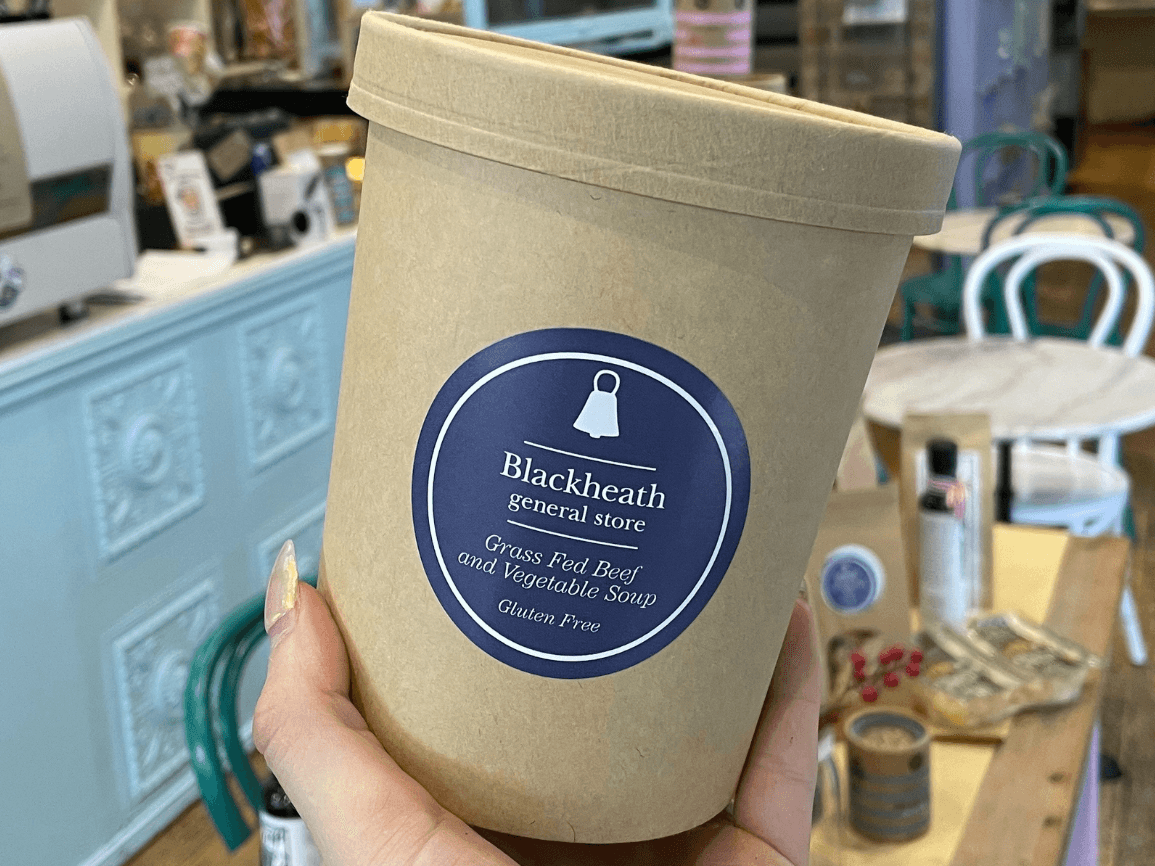 Blackheath
general store
Grass Fed Beef
and Vegetable Soup
Gluten Free